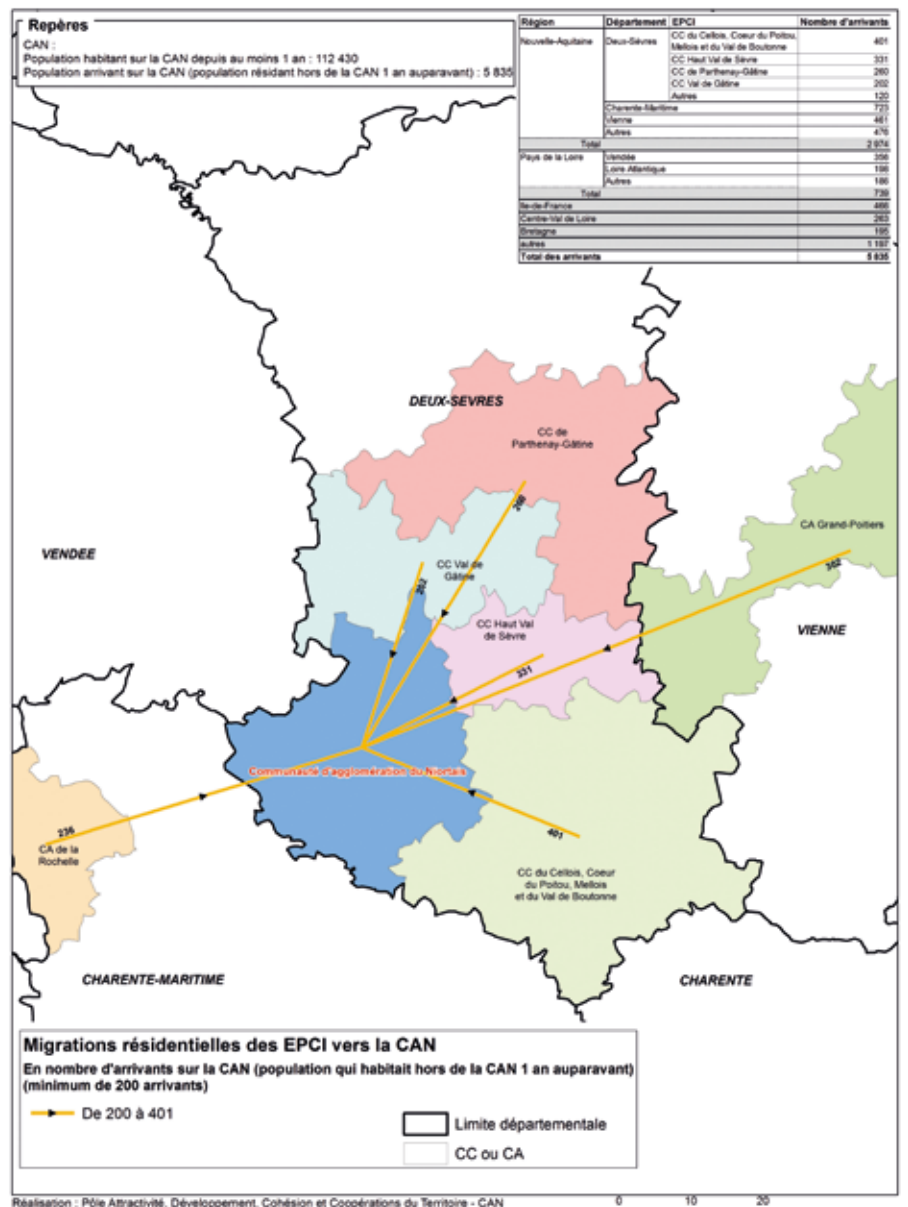 Repères
CAN :
Population habitant sur la CAN depuis au moins 1 an : 112 430
Population arrivant sur la CAN (population résidant hors de la CAN 1 an auparavant) : 5 835
Région Département EPCI Nombre d'arrivants
Nouvelle-Aquitaine Deux-Sèvres CC du Cellois, Coeur du Poitou, Mellois et du Val de Boutonne 401
CC Haut Val de Sèvre 331
CC de Parthenay-Gâtine 260
CC Val de Gâtine 202
Autres 120
Charente-Maritime 723
Vienne 461
Autres 476
Total 2 974
Pays de la Loire Vendée 356
Loire Atlantique 198
Autres 186
Total 739
Ile-de-France 466
Centre-Val de Loire 263
Bretagne 195
autres 1 197
Total des arrivants 5 835
DEUX-SEVRES
CC de
Parthenay-Gâtine
260
CA Grand-Poitiers
VENDEE
CC Val de
Gâtine
202
302
CC Haut Val
de Sèvre
VIENNE
331
Communauté d'agglomération du Niortais
236
401
CA de la
Rochelle
CC du Cellois, Coeur
du Poitou, Mellois
et du Val de Boutonne
CHARENTE-MARITIME
CHARENTE
Migrations résidentielles des EPCI vers la CAN
En nombre d'arrivants sur la CAN (population qui habitait hors de la CAN 1 an auparavant)
(minimum de 200 arrivants)
De 200 à 401
Limite départementale
CC ou CA
Réalisation : Pôle Attractivité, Développement, Cohésion et Coopérations du Territoire - CAN
0 10 20